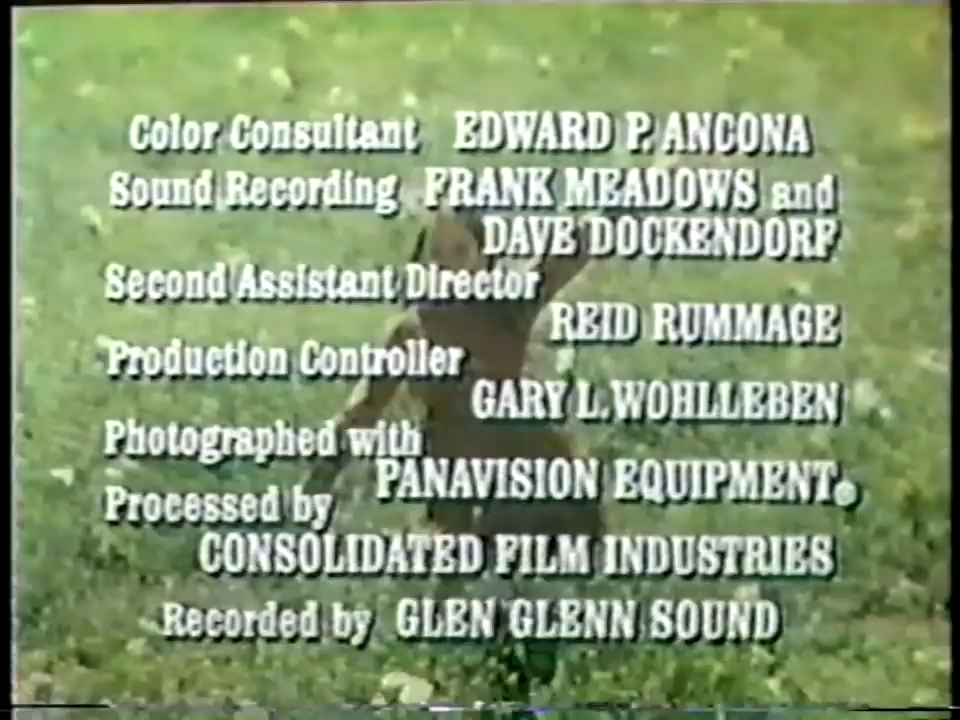 Color Consultant EDWARD P. ANCONA
Sound Recording FRANK MEADOWS and
DAVE DOCKENDORF
Second Assistant Director
REID RUMMAGE
Production Controller
GARY L. WOHLLEBEN
Photographed with
PANAVISION EQUIPMENT
Processed by
CONSOLIDATED FILM INDUSTRIES
Recorded by GLEN GLENN SOUND